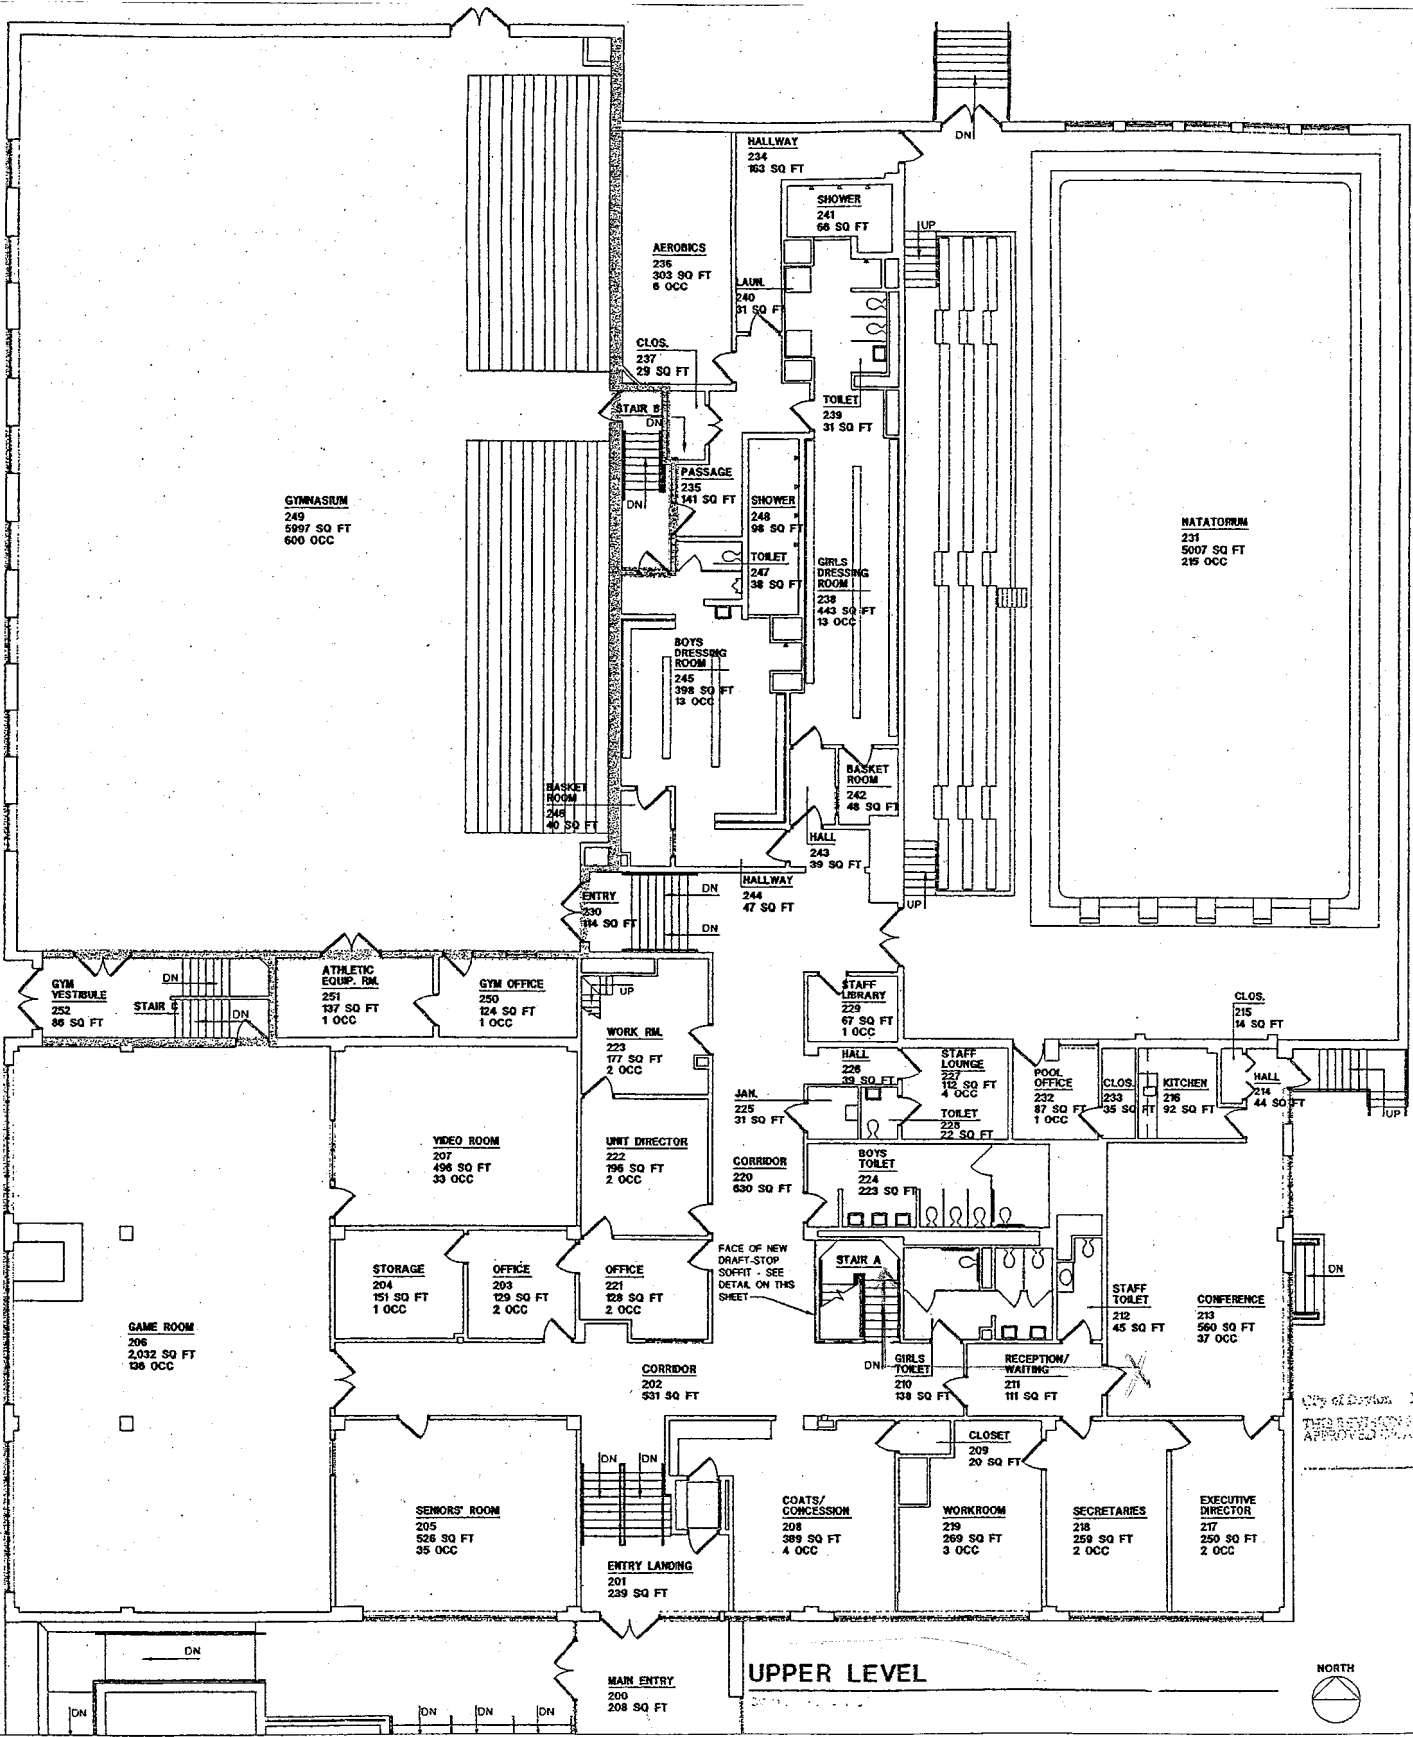 DN
HALLWAY
234
163 SQ FT
SHOWER
241
66 SQ FT
UP
AEROBICS
236
303 SQ FT
6 OCC
LAUN.
240
31 SQ FT
CLOS.
237
29 SQ FT
STAIR B
DN
TOILET
239
31 SQ FT
PASSAGE
235
141 SQ FT
DN
SHOWER
248
98 SQ FT
GYMNASIUM
249
5997 SQ FT
600 OCC
NATATORIUM
231
5007 SQ FT
215 OCC
TOILET
247
38 SQ FT
GIRLS
DRESSING
ROOM
238
443 SQ FT
13 OCC
BOYS
DRESSING
ROOM
245
398 SQ FT
13 OCC
BASKET
ROOM
246
40 SQ FT
BASKET
ROOM
242
48 SQ FT
HALL
243
39 SQ FT
HALLWAY
244
47 SQ FT
ENTRY
230
114 SQ FT
DN
DN
UP
GYM
VESTIBULE
252
86 SQ FT
DN
STAIR C
DN
ATHLETIC
EQUIP. RM.
251
137 SQ FT
1 OCC
GYM OFFICE
250
124 SQ FT
1 OCC
UP
WORK RM.
223
177 SQ FT
2 OCC
STAFF
LIBRARY
229
67 SQ FT
1 OCC
CLOS.
215
14 SQ FT
HALL
226
39 SQ FT
STAFF
LOUNGE
227
112 SQ FT
4 OCC
POOL
OFFICE
232
87 SQ FT
1 OCC
CLOS.
233
35 SQ FT
KITCHEN
216
92 SQ FT
HALL
214
44 SQ FT
UP
JAN.
225
31 SQ FT
TOILET
228
22 SQ FT
VIDEO ROOM
207
496 SQ FT
33 OCC
UNIT DIRECTOR
222
196 SQ FT
2 OCC
CORRIDOR
220
630 SQ FT
BOYS
TOILET
224
223 SQ FT
FACE OF NEW
DRAFT-STOP
SOFFIT - SEE
DETAIL ON THIS
SHEET
STAIR A
STORAGE
204
151 SQ FT
1 OCC
OFFICE
203
129 SQ FT
2 OCC
OFFICE
221
128 SQ FT
2 OCC
STAFF
TOILET
212
45 SQ FT
CONFERENCE
213
560 SQ FT
37 OCC
DN
GAME ROOM
206
2,032 SQ FT
136 OCC
CORRIDOR
202
531 SQ FT
DN
GIRLS
TOILET
210
138 SQ FT
RECEPTION/
WAITING
211
111 SQ FT
City of Dayton
THIS REVISION
APPROVED
CLOSET
209
20 SQ FT
DN
DN
SENIORS' ROOM
205
526 SQ FT
35 OCC
COATS/
CONCESSION
208
389 SQ FT
4 OCC
WORKROOM
219
269 SQ FT
3 OCC
SECRETARIES
218
259 SQ FT
2 OCC
EXECUTIVE
DIRECTOR
217
250 SQ FT
2 OCC
ENTRY LANDING
201
239 SQ FT
DN
MAIN ENTRY
200
208 SQ FT
DN
DN
DN
DN
UPPER LEVEL
NORTH